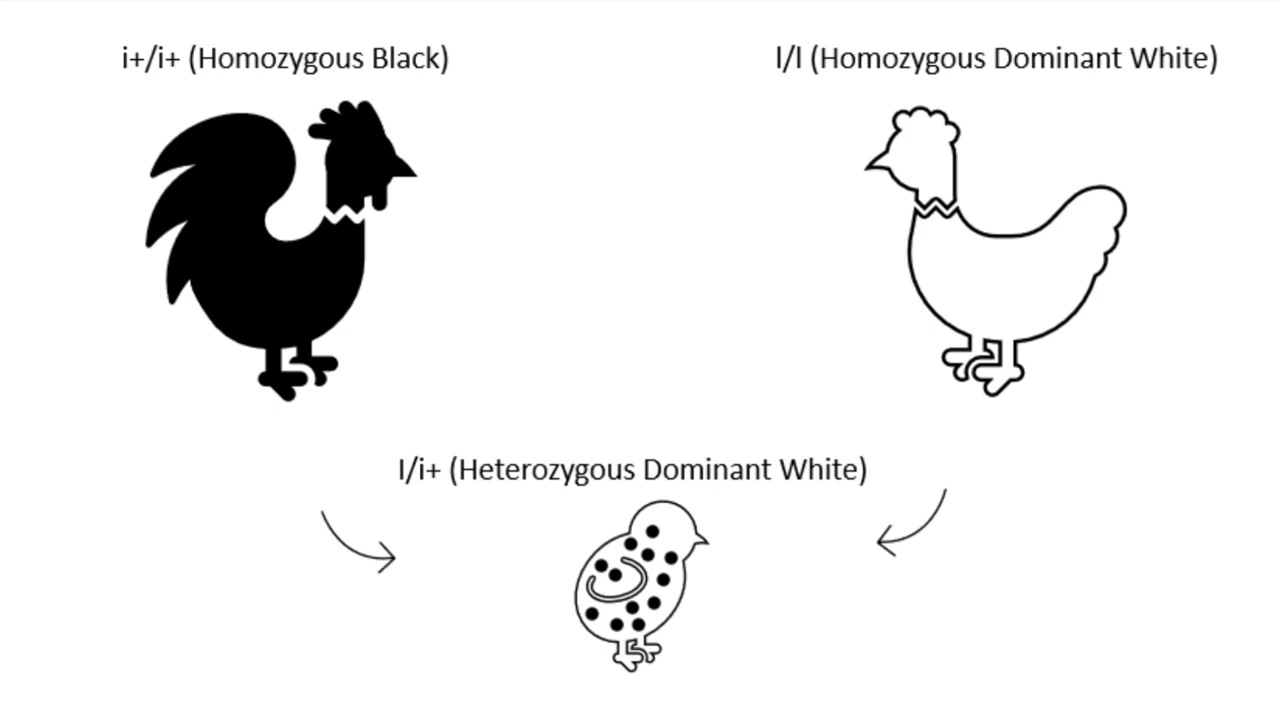 i+/i+ (Homozygous Black)
I/I (Homozygous Dominant White)
I/i+ (Heterozygous Dominant White)